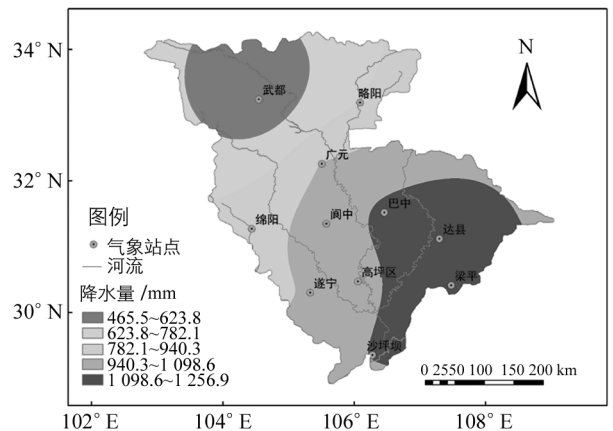 34° N
N
武都
略阳
广元
32° N
巴中
绵阳
阆中
达县
图例
气象站点
河流
高坪区
梁平
遂宁
降水量 /mm
30° N
465.5~623.8
623.8~782.1
782.1~940.3
940.3~1 098.6
1 098.6~1 256.9
沙坪坝
0 2550 100 150 200 km
102° E
104° E
106° E
108° E